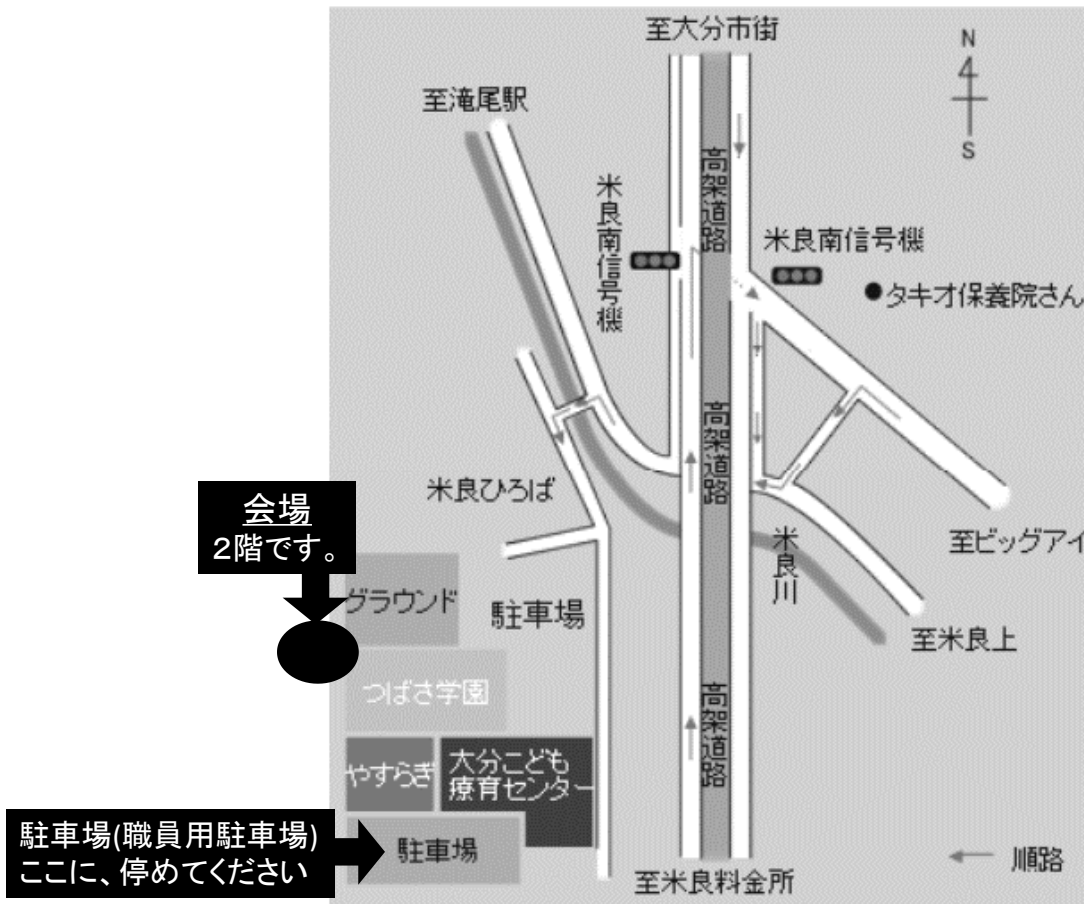 至大分市街
N
S
至滝尾駅
高架道路
米良南信号機
米良南信号機
タキオ保養院さん
高架道路
米良ひろば
会場
2階です。
至ビッグアイ
米良川
グラウンド
駐車場
至米良上
つばさ学園
高架道路
やすらぎ
大分こども
療育センター
駐車場(職員用駐車場)
ここに、停めてください
駐車場
順路
至米良料金所